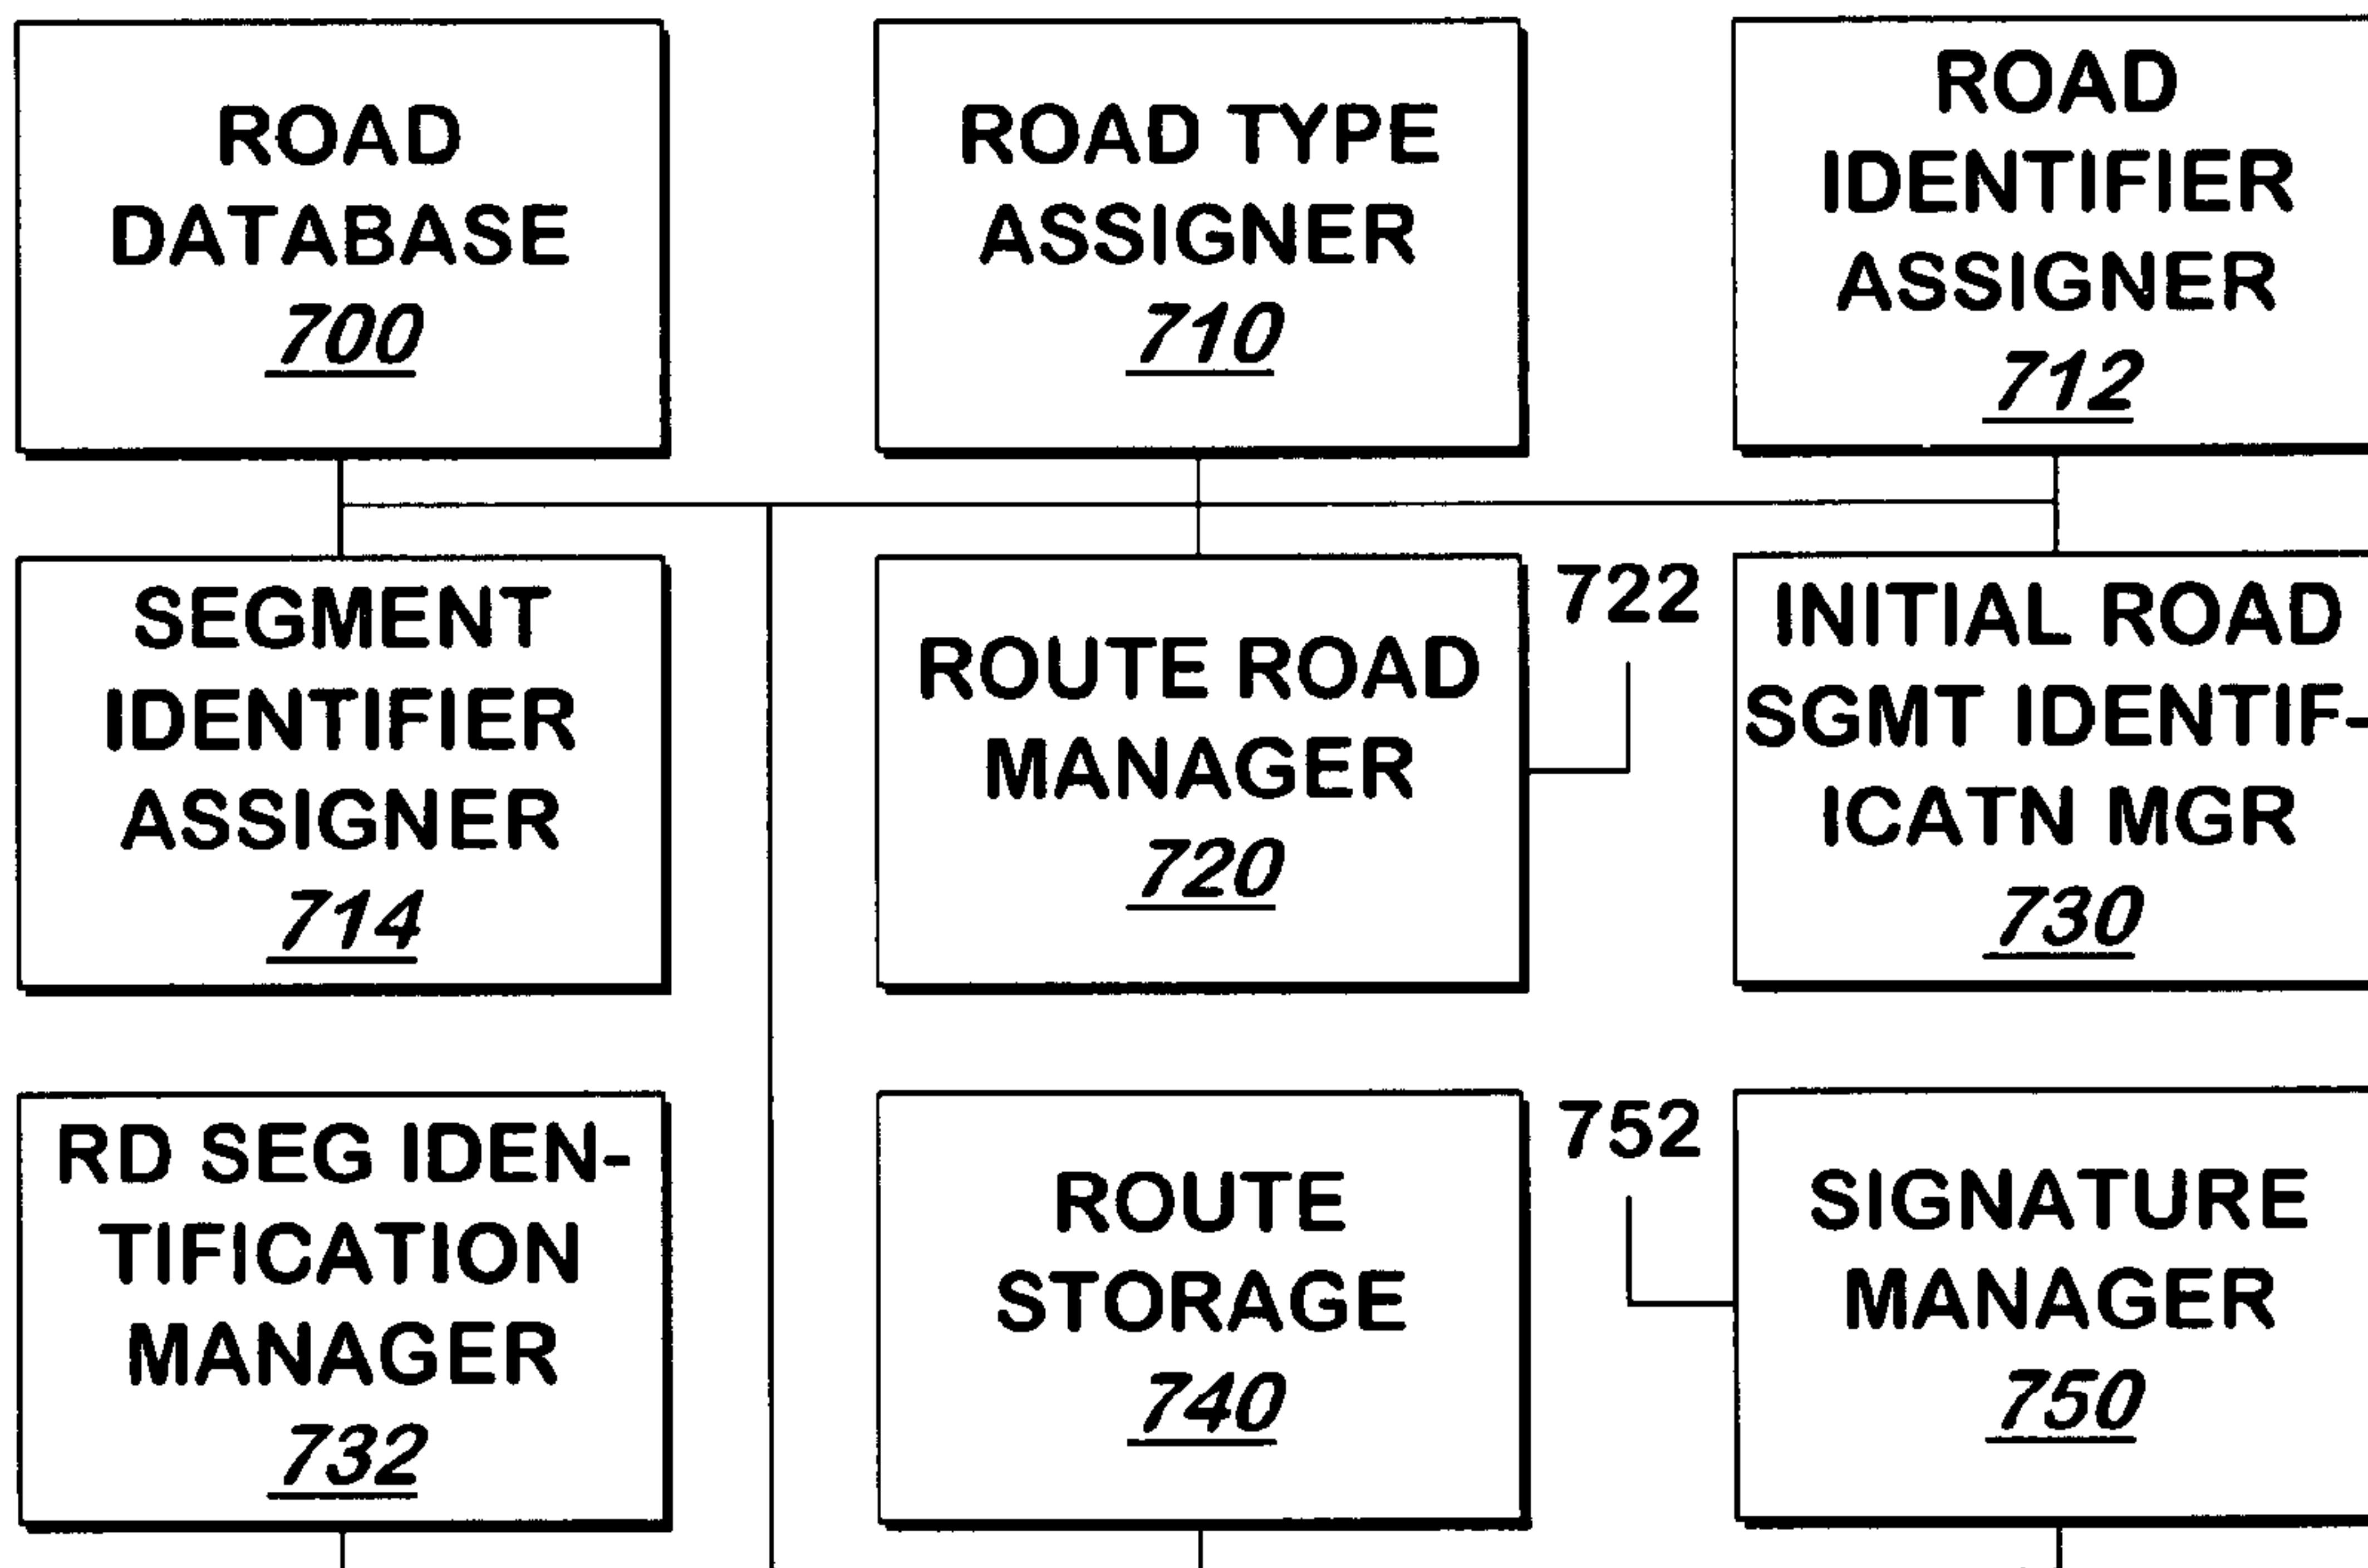 ROAD
DATABASE
700
ROAD TYPE
ASSIGNER
710
ROAD
IDENTIFIER
ASSIGNER
712
SEGMENT
IDENTIFIER
ASSIGNER
714
ROUTE ROAD
MANAGER
720
722
INITIAL ROAD
SGMT IDENTIF-
ICATN MGR
730
RD SEG IDEN-
TIFICATION
MANAGER
732
ROUTE
STORAGE
740
752
SIGNATURE
MANAGER
750